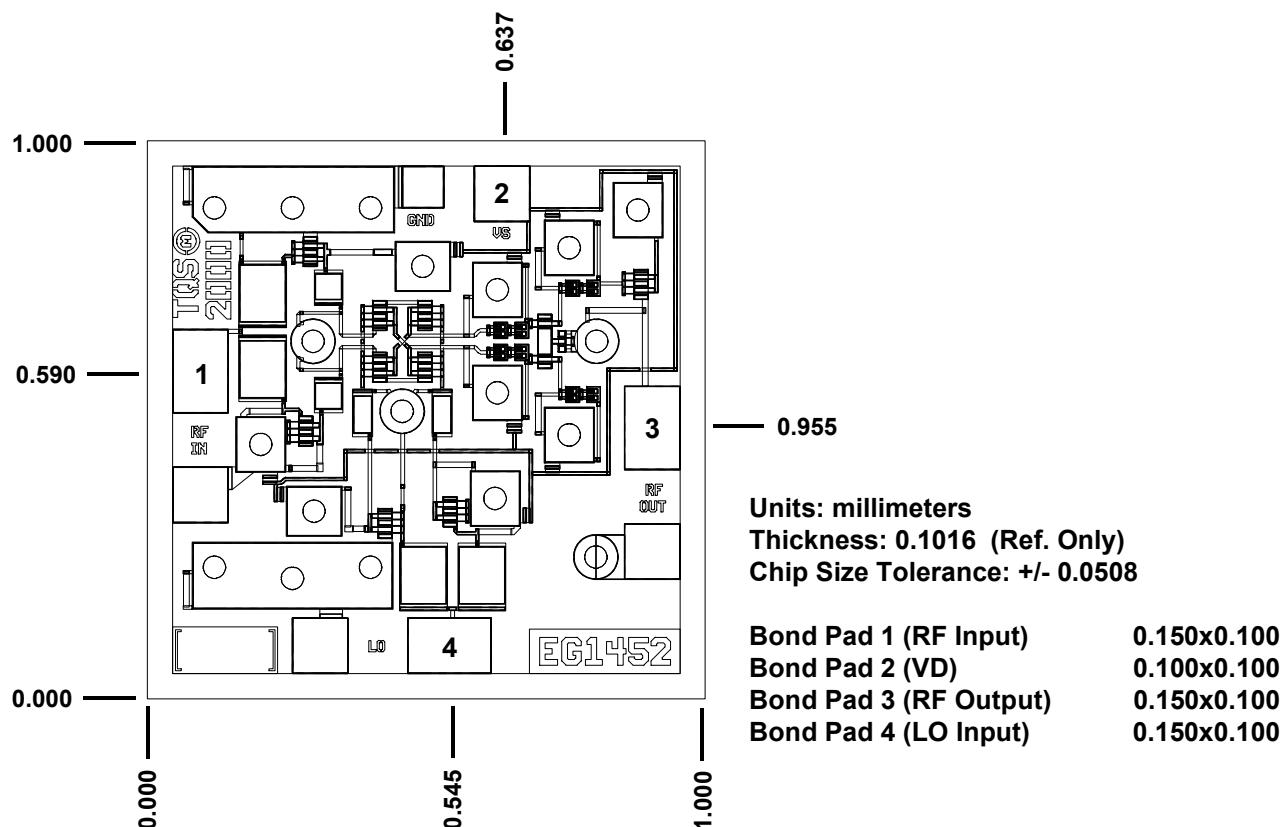 0.637
1.000
2
GND
VS
TQS M
2000
1
0.590
3
0.955
RF
IN
RF
OUT
Units: millimeters
Thickness: 0.1016 (Ref. Only)
Chip Size Tolerance: +/- 0.0508
LO
4
EG1452
Bond Pad 1 (RF Input) 0.150x0.100
Bond Pad 2 (VD) 0.100x0.100
Bond Pad 3 (RF Output) 0.150x0.100
Bond Pad 4 (LO Input) 0.150x0.100
0.000
0.000
0.545
1.000